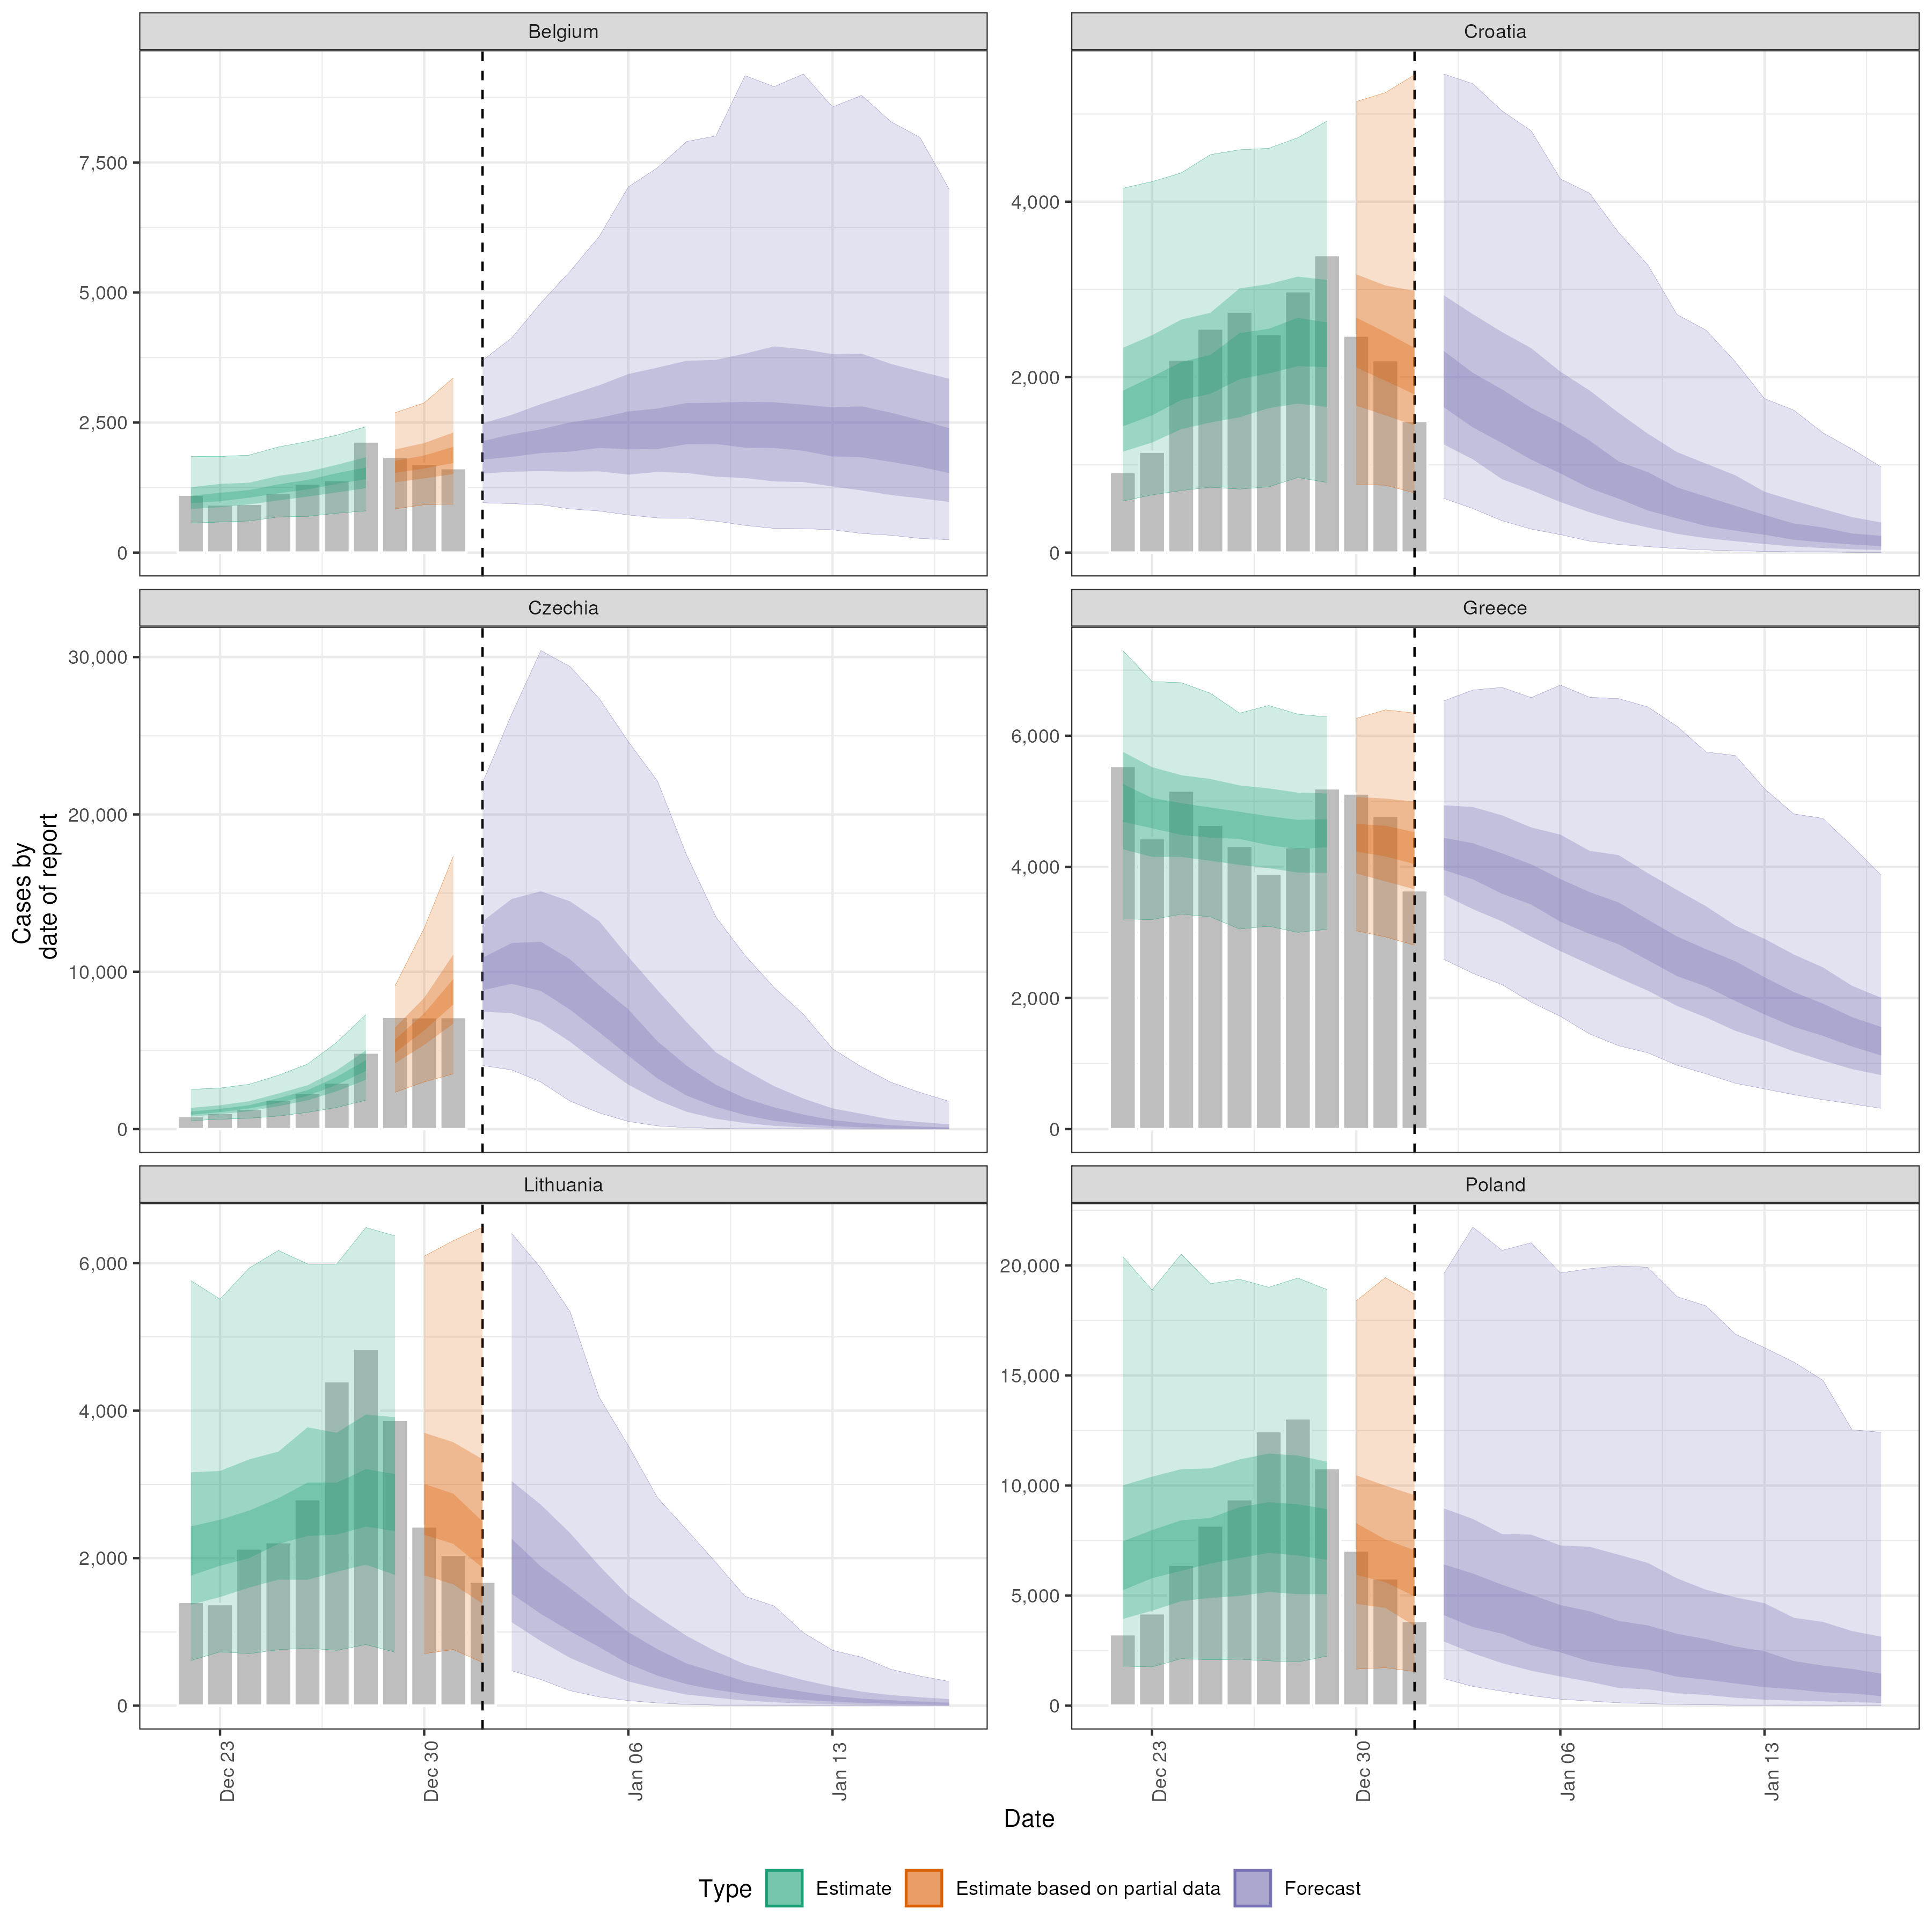 Belgium
Croatia
7,500
5,000
2,500
0
4,000
2,000
0
Czechia
Greece
30,000
20,000
10,000
0
6,000
4,000
2,000
0
Cases by
date of report
Lithuania
Poland
6,000
4,000
2,000
0
20,000
15,000
10,000
5,000
0
Dec 23
Dec 30
Jan 06
Jan 13
Dec 23
Dec 30
Jan 06
Jan 13
Date
Type Estimate Estimate based on partial data Forecast